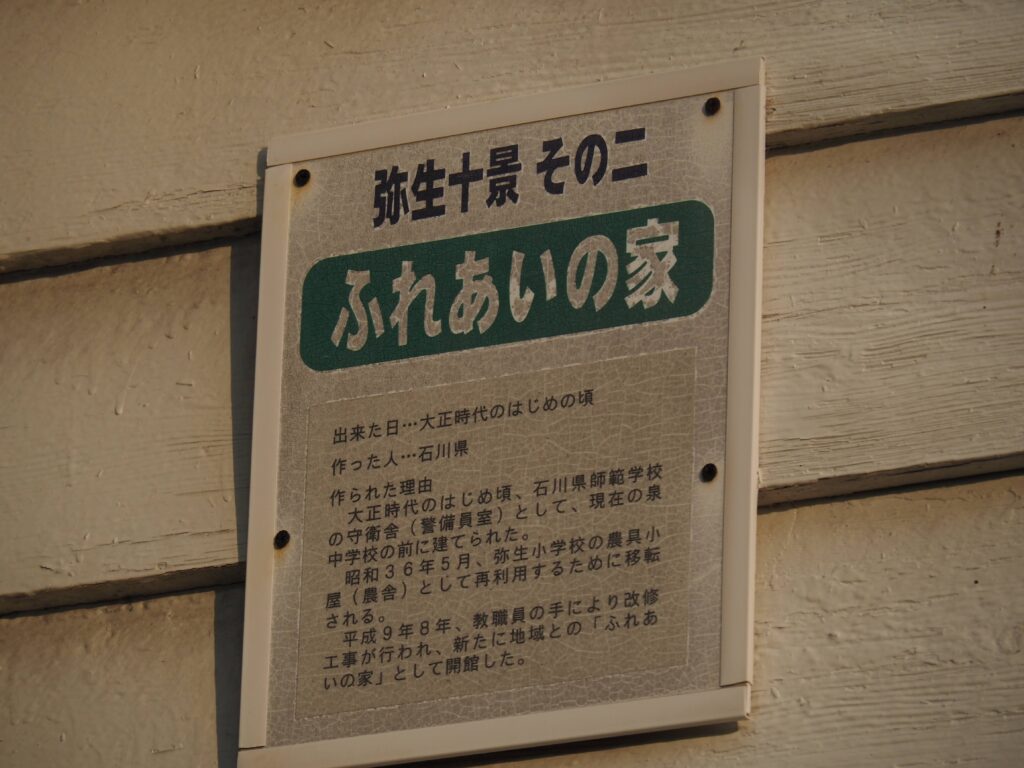 弥生十景 その二
ふれあいの家
出来た日…大正時代のはじめの頃
作った人…石川県
作られた理由
大正時代のはじめ頃、石川県師範学校
の守衛舎（警備員室）として、現在の泉
中学校の前に建てられた。
昭和３６年５月、弥生小学校の農具小
屋（農舎）として再利用するために移転
される。
平成９年８年、教職員の手により改修
工事が行われ、新たに地域との「ふれあ
いの家」として開館した。